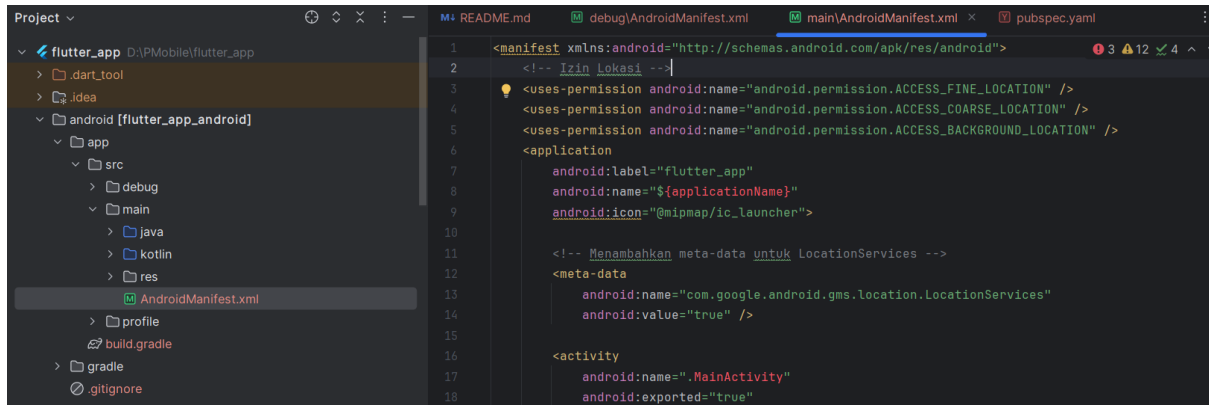 Project
README.md
debug\AndroidManifest.xml
main\AndroidManifest.xml
pubspec.yaml
flutter_app D:\PMobile\flutter_app
.dart_tool
.idea
android [flutter_app_android]
app
src
debug
main
java
kotlin
res
AndroidManifest.xml
profile
build.gradle
gradle
.gitignore
3 12 4
1 <manifest xmlns:android="http://schemas.android.com/apk/res/android">
2 <!-- Izin Lokasi -->
3 <uses-permission android:name="android.permission.ACCESS_FINE_LOCATION" />
4 <uses-permission android:name="android.permission.ACCESS_COARSE_LOCATION" />
5 <uses-permission android:name="android.permission.ACCESS_BACKGROUND_LOCATION" />
6 <application
7 android:label="flutter_app"
8 android:name="${applicationName}"
9 android:icon="@mipmap/ic_launcher">
10
11 <!-- Menambahkan meta-data untuk LocationServices -->
12 <meta-data
13 android:name="com.google.android.gms.location.LocationServices"
14 android:value="true" />
15
16 <activity
17 android:name=".MainActivity"
18 android:exported="true"